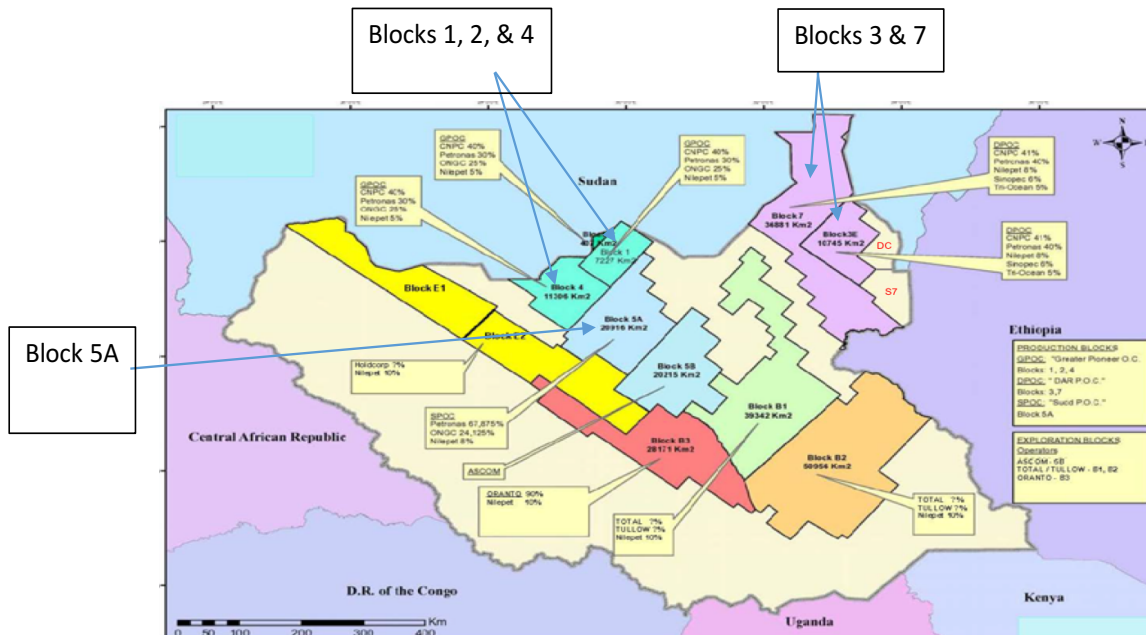 Blocks 1, 2, & 4
Blocks 3 & 7
Block 5A
GPOC
CNPC 40%
Petronas 30%
ONGC 25%
Nilepet 5%
GPOC
CNPC 40%
Petronas 30%
ONGC 25%
Nilepet 5%
GPOC
CNPC 40%
Petronas 30%
ONGC 25%
Nilepet 5%
Sudan
DPOC
CNPC 41%
Petronas 40%
Nilepet 8%
Sinopec 6%
Tri-Ocean 5%
N
W
S
Block 7
36881 Km2
Block3E
16745 Km2
DC
S7
DPOC
CNPC 41%
Petronas 40%
Nilepet 8%
Sinopec 6%
Tri-Ocean 5%
Block
402 Km2
Block 1
7227 Km2
Block 4
11306 Km2
Block E1
Block E2
Block 5A
20916 Km2
Block 5B
20215 Km2
Block B1
39342 Km2
Block B2
50954 Km2
Block B3
28171 Km2
Holdcorp ?%
Nilepet 10%
SPOC
Petronas 67,875%
ONGC 24,125%
Nilepet 8%
ASCOM
ORANTO 90%
Nilepet 10%
TOTAL ?%
TULLOW ?%
Nilepet 10%
TOTAL ?%
TULLOW ?%
Nilepet 10%
Ethiopia
PRODUCTION BLOCKS
GPOC: "Greater Pioneer O.C.
Blocks: 1, 2, 4
DPOC: " DAR P.O.C."
Blocks: 3,7
SPOC: "Sucd P.O.C."
Block 5A
EXPLORATION BLOCKS
Operators
ASCOM - 5B
TOTAL / TULLOW - B1, B2
ORANTO - B3
Central African Republic
D.R. of the Congo
Uganda
Kenya
0 50 100 200 300 400 Km